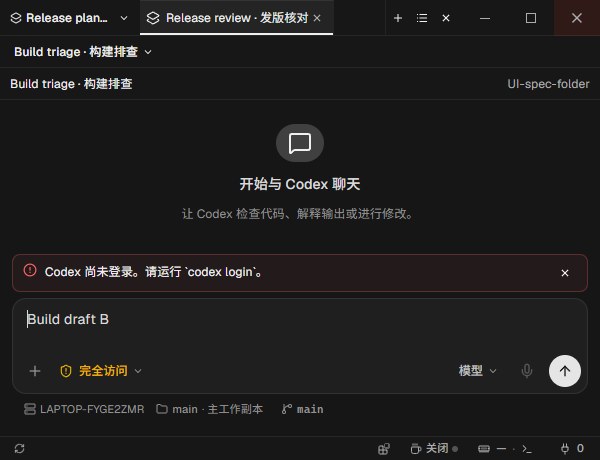 Release plan...
Release review · 发版核对
Build triage · 构建排查
Build triage · 构建排查
UI-spec-folder
开始与 Codex 聊天
让 Codex 检查代码、解释输出或进行修改。
Codex 尚未登录。请运行 `codex login`。
Build draft B
完全访问
模型
LAPTOP-FYGE2ZMR
main · 主工作副本
main
关闭
0